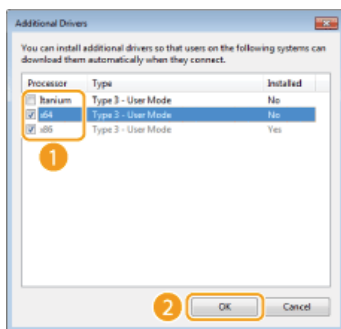 Additional Drivers
You can install additional drivers so that users on the following systems can
download them automatically when they connect.
Processor Type Installed
Itanium Type 3 - User Mode No
x64 Type 3 - User Mode No
x86 Type 3 - User Mode Yes
1
2 OK Cancel